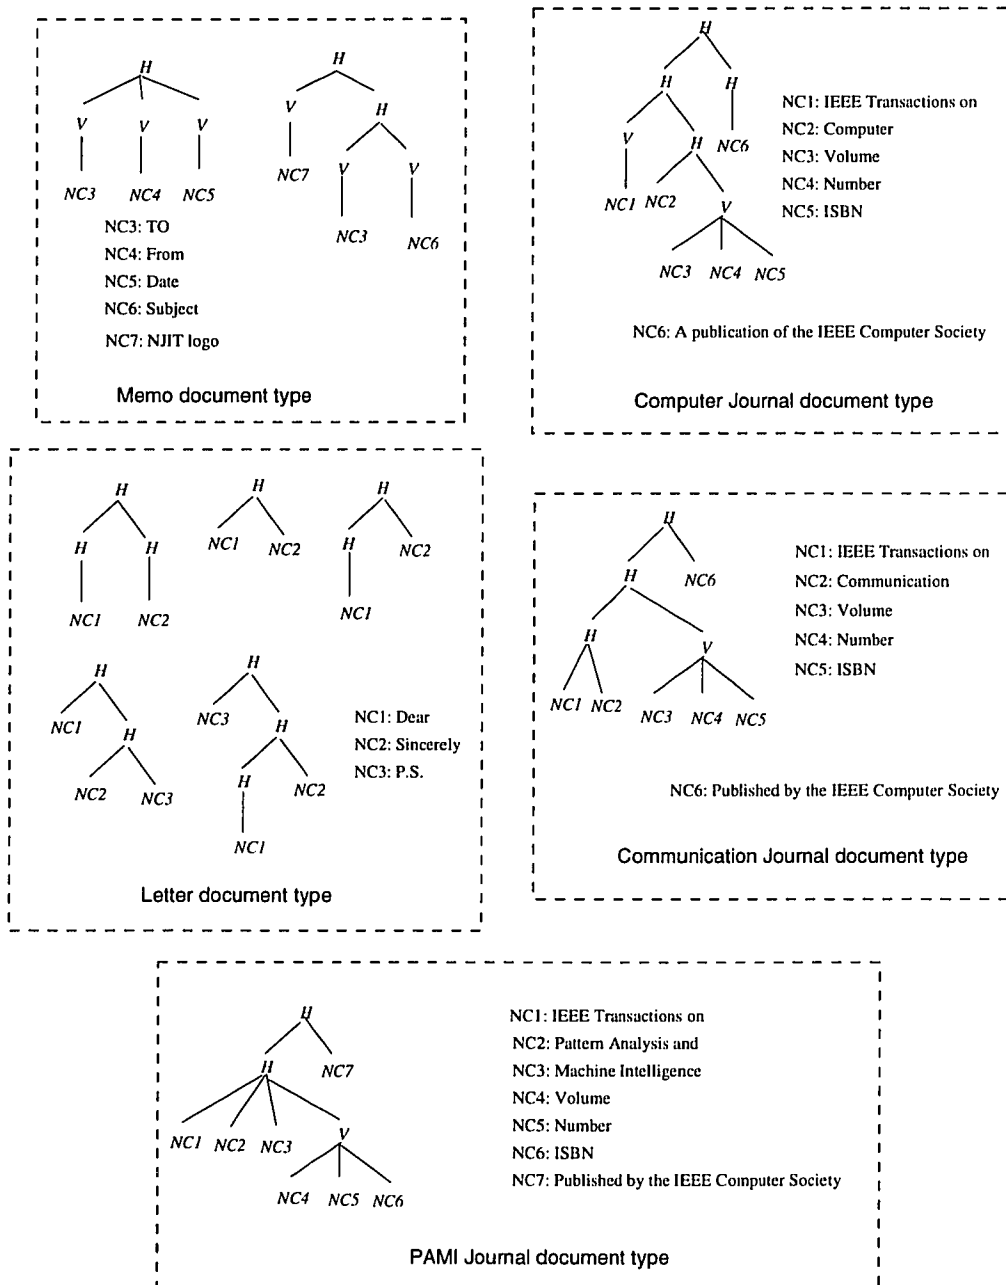 H
H
V V V
V H
NC3 NC4 NC5
NC7 V V
NC3 NC6
NC3: TO
NC4: From
NC5: Date
NC6: Subject
NC7: NJIT logo
Memo document type
H
H H
V H NC6
NC1 NC2 V
NC3 NC4 NC5
NC1: IEEE Transactions on
NC2: Computer
NC3: Volume
NC4: Number
NC5: ISBN
NC6: A publication of the IEEE Computer Society
Computer Journal document type
H H H
H H NC1 NC2 H NC2
NC1 NC2 NC1
H H
NC1 H NC3 H
NC2 NC3 H NC2
NC1
NC1: Dear
NC2: Sincerely
NC3: P.S.
Letter document type
H
H NC6
H V
NC1 NC2 NC3 NC4 NC5
NC1: IEEE Transactions on
NC2: Communication
NC3: Volume
NC4: Number
NC5: ISBN
NC6: Published by the IEEE Computer Society
Communication Journal document type
H
H NC7
NC1 NC2 NC3 V
NC4 NC5 NC6
NC1: IEEE Transactions on
NC2: Pattern Analysis and
NC3: Machine Intelligence
NC4: Volume
NC5: Number
NC6: ISBN
NC7: Published by the IEEE Computer Society
PAMI Journal document type